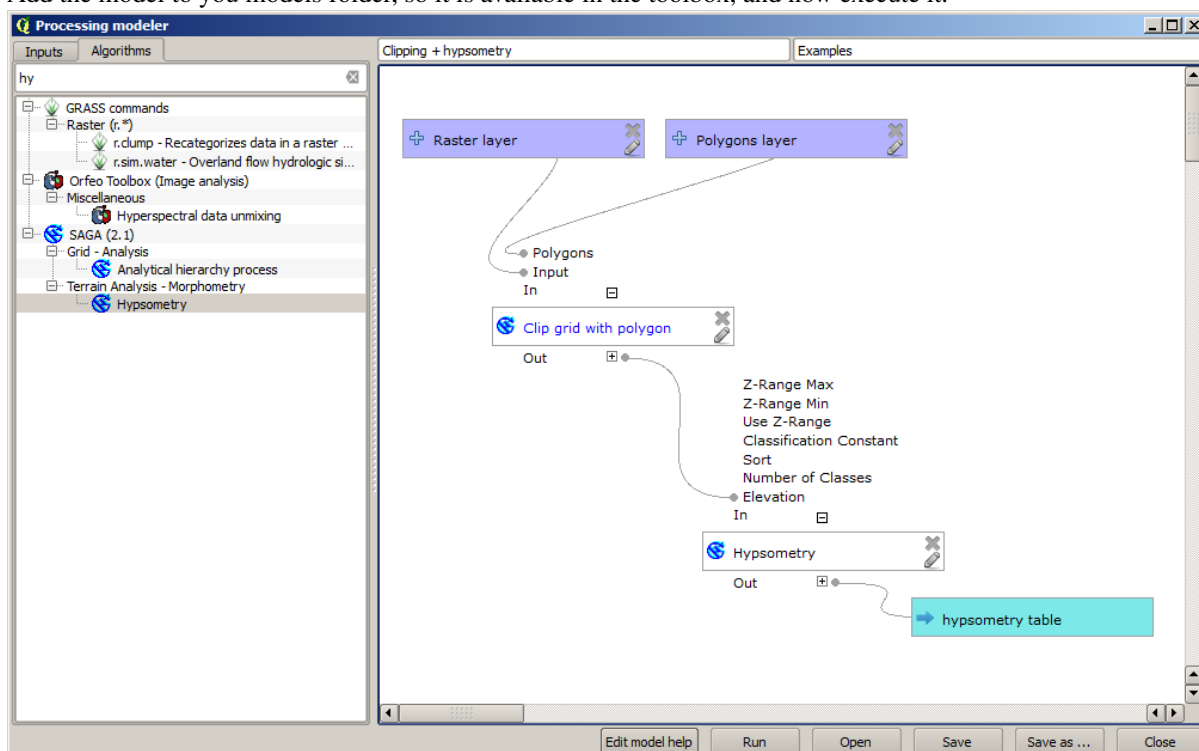 Add the model to you models folder, so it is available in the toolbox, and now execute it.
Processing modeler
Inputs
Algorithms
hy
GRASS commands
Raster (r.*)
r.clump - Recategorizes data in a raster ...
r.sim.water - Overland flow hydrologic si...
Orfeo Toolbox (Image analysis)
Miscellaneous
Hyperspectral data unmixing
SAGA (2.1)
Grid - Analysis
Analytical hierarchy process
Terrain Analysis - Morphometry
Hypsometry
Clipping + hypsometry
Examples
Raster layer
Polygons layer
Polygons
Input
In
Clip grid with polygon
Out
Z-Range Max
Z-Range Min
Use Z-Range
Classification Constant
Sort
Number of Classes
Elevation
In
Hypsometry
Out
hypsometry table
Edit model help
Run
Open
Save
Save as ...
Close